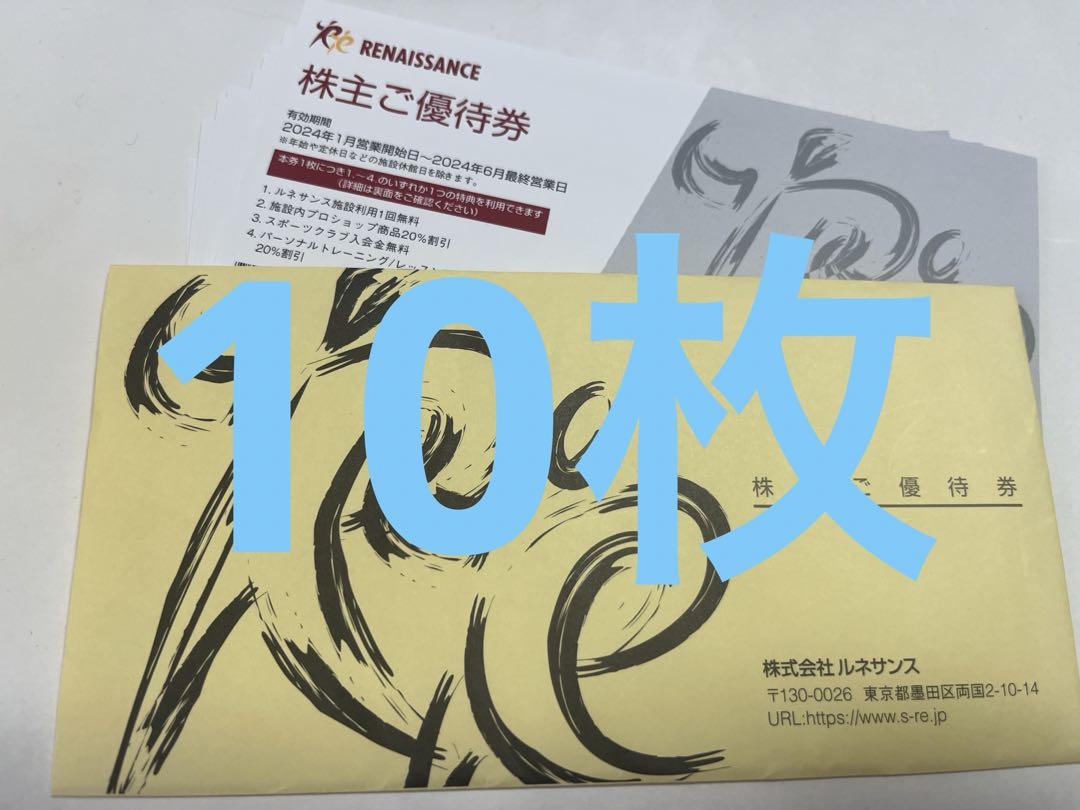 RENAISSANCE
株主ご優待券
有効期間
2024年1月営業開始日～2024年6月最終営業日
※年始や定休日などの施設休館日を除きます。
本券1枚につき1.～4.のいずれか1つの特典を利用できます
(詳細は裏面をご確認ください)
1. ルネサンス施設利用1回無料
2. 施設内プロショップ商品20%割引
3. スポーツクラブ入会金無料
4. パーソナルトレーニング/レッスン
20%割引
10枚
株 ご優待券
株式会社 ルネサンス
〒130-0026 東京都墨田区両国2-10-14
URL:https://www.s-re.jp